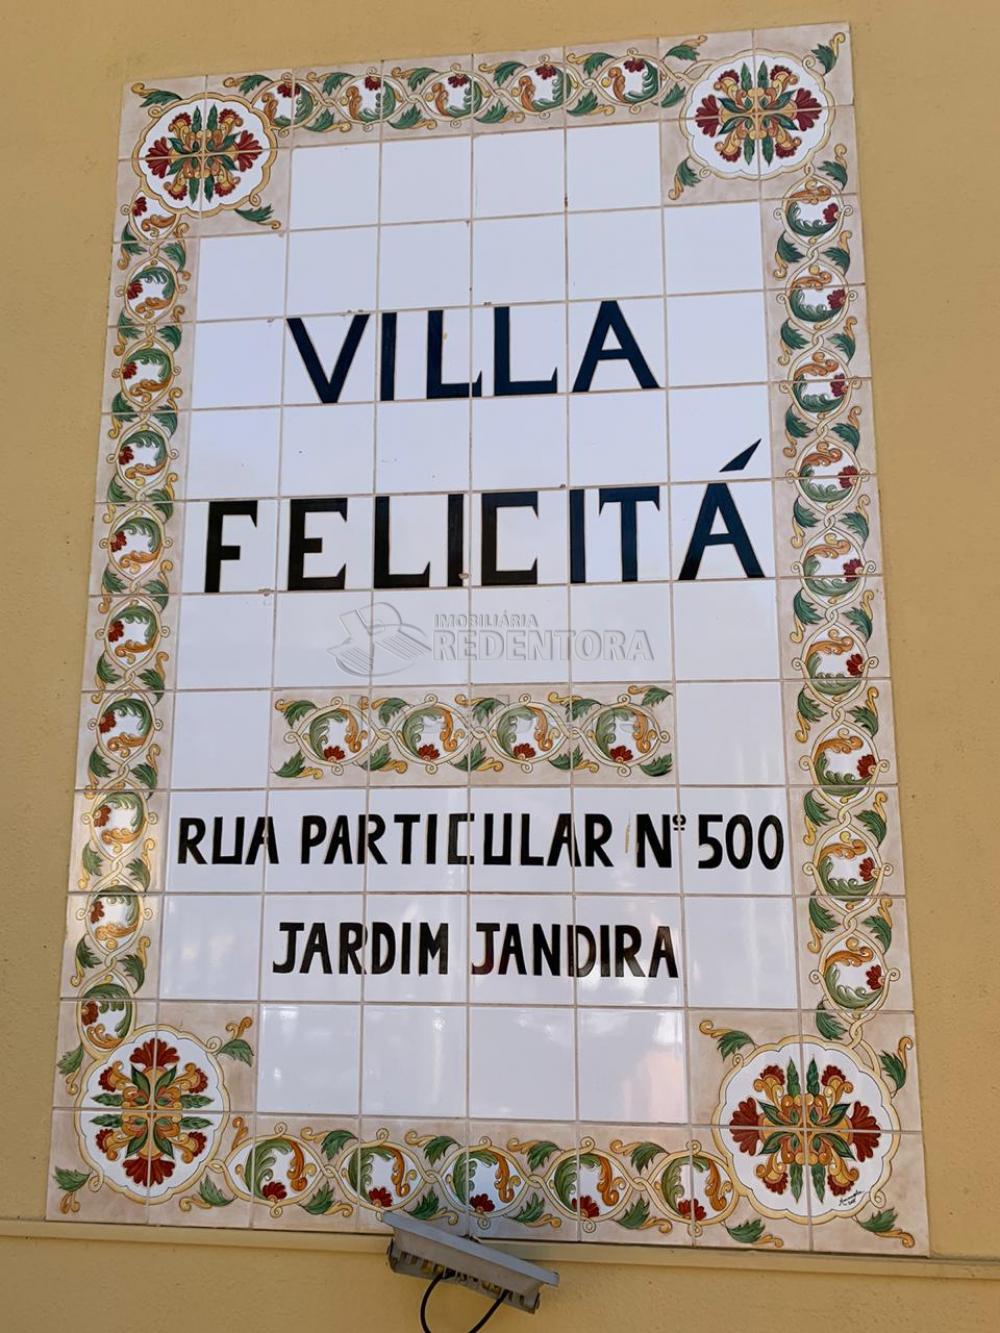 VILLA
FELICITÁ
IMOBILIÁRIA
REDENTORA
RUA PARTICULAR Nº 500
JARDIM JANDIRA